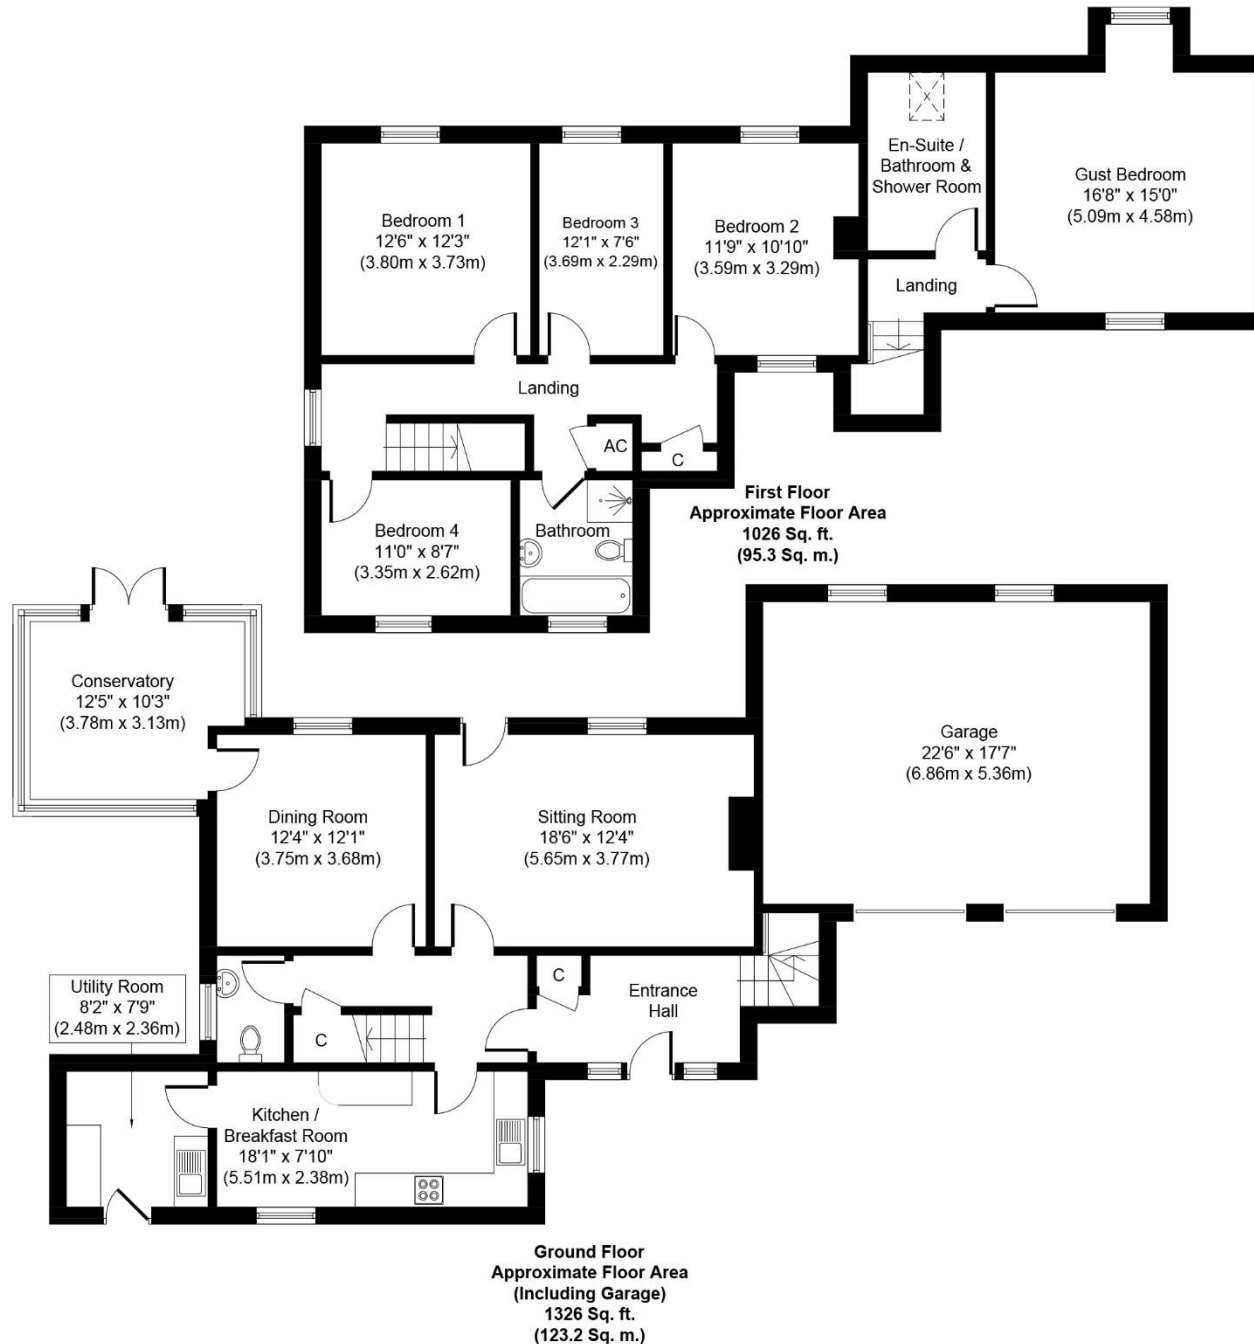 En-Suite /
Bathroom &
Shower Room
Gust Bedroom
16'8" x 15'0"
(5.09m x 4.58m)
Bedroom 1
12'6" x 12'3"
(3.80m x 3.73m)
Bedroom 3
12'1" x 7'6"
(3.69m x 2.29m)
Bedroom 2
11'9" x 10'10"
(3.59m x 3.29m)
Landing
Landing
AC
C
Bedroom 4
11'0" x 8'7"
(3.35m x 2.62m)
Bathroom
First Floor
Approximate Floor Area
1026 Sq. ft.
(95.3 Sq. m.)
Conservatory
12'5" x 10'3"
(3.78m x 3.13m)
Dining Room
12'4" x 12'1"
(3.75m x 3.68m)
Sitting Room
18'6" x 12'4"
(5.65m x 3.77m)
Garage
22'6" x 17'7"
(6.86m x 5.36m)
Utility Room
8'2" x 7'9"
(2.48m x 2.36m)
C
C
Entrance
Hall
Kitchen /
Breakfast Room
18'1" x 7'10"
(5.51m x 2.38m)
Ground Floor
Approximate Floor Area
(Including Garage)
1326 Sq. ft.
(123.2 Sq. m.)